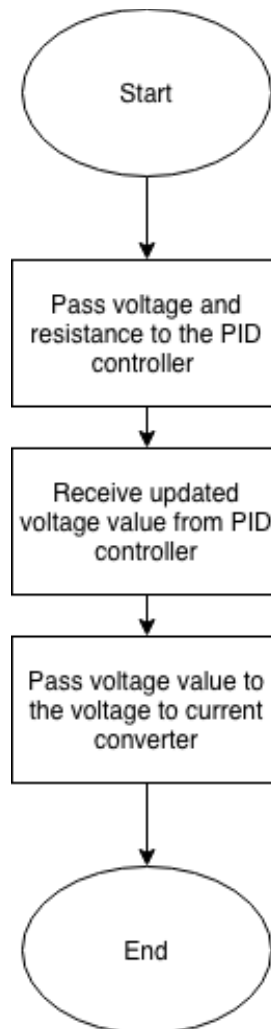 Start
Pass voltage and
resistance to the PID
controller
Receive updated
voltage value from PID
controller
Pass voltage value to
the voltage to current
converter
End